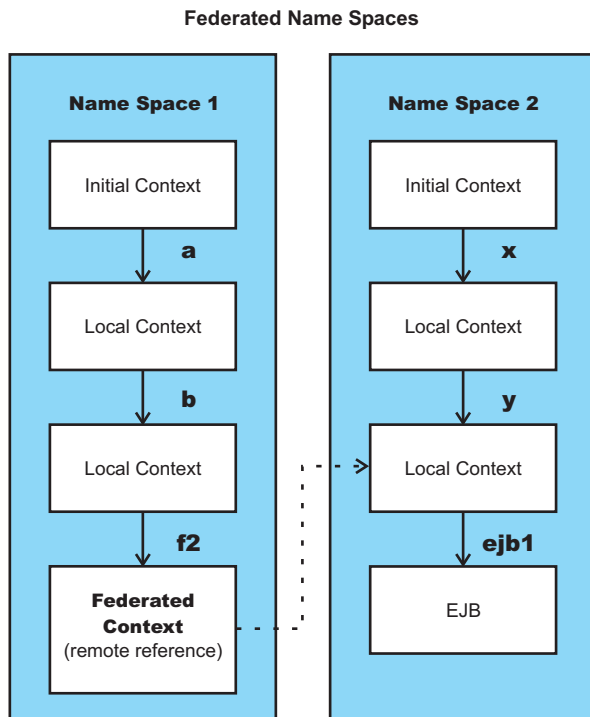 Federated Name Spaces
Name Space 1
Initial Context
a
Local Context
b
Local Context
f2
Federated
Context
(remote reference)
Name Space 2
Initial Context
x
Local Context
y
Local Context
ejb1
EJB